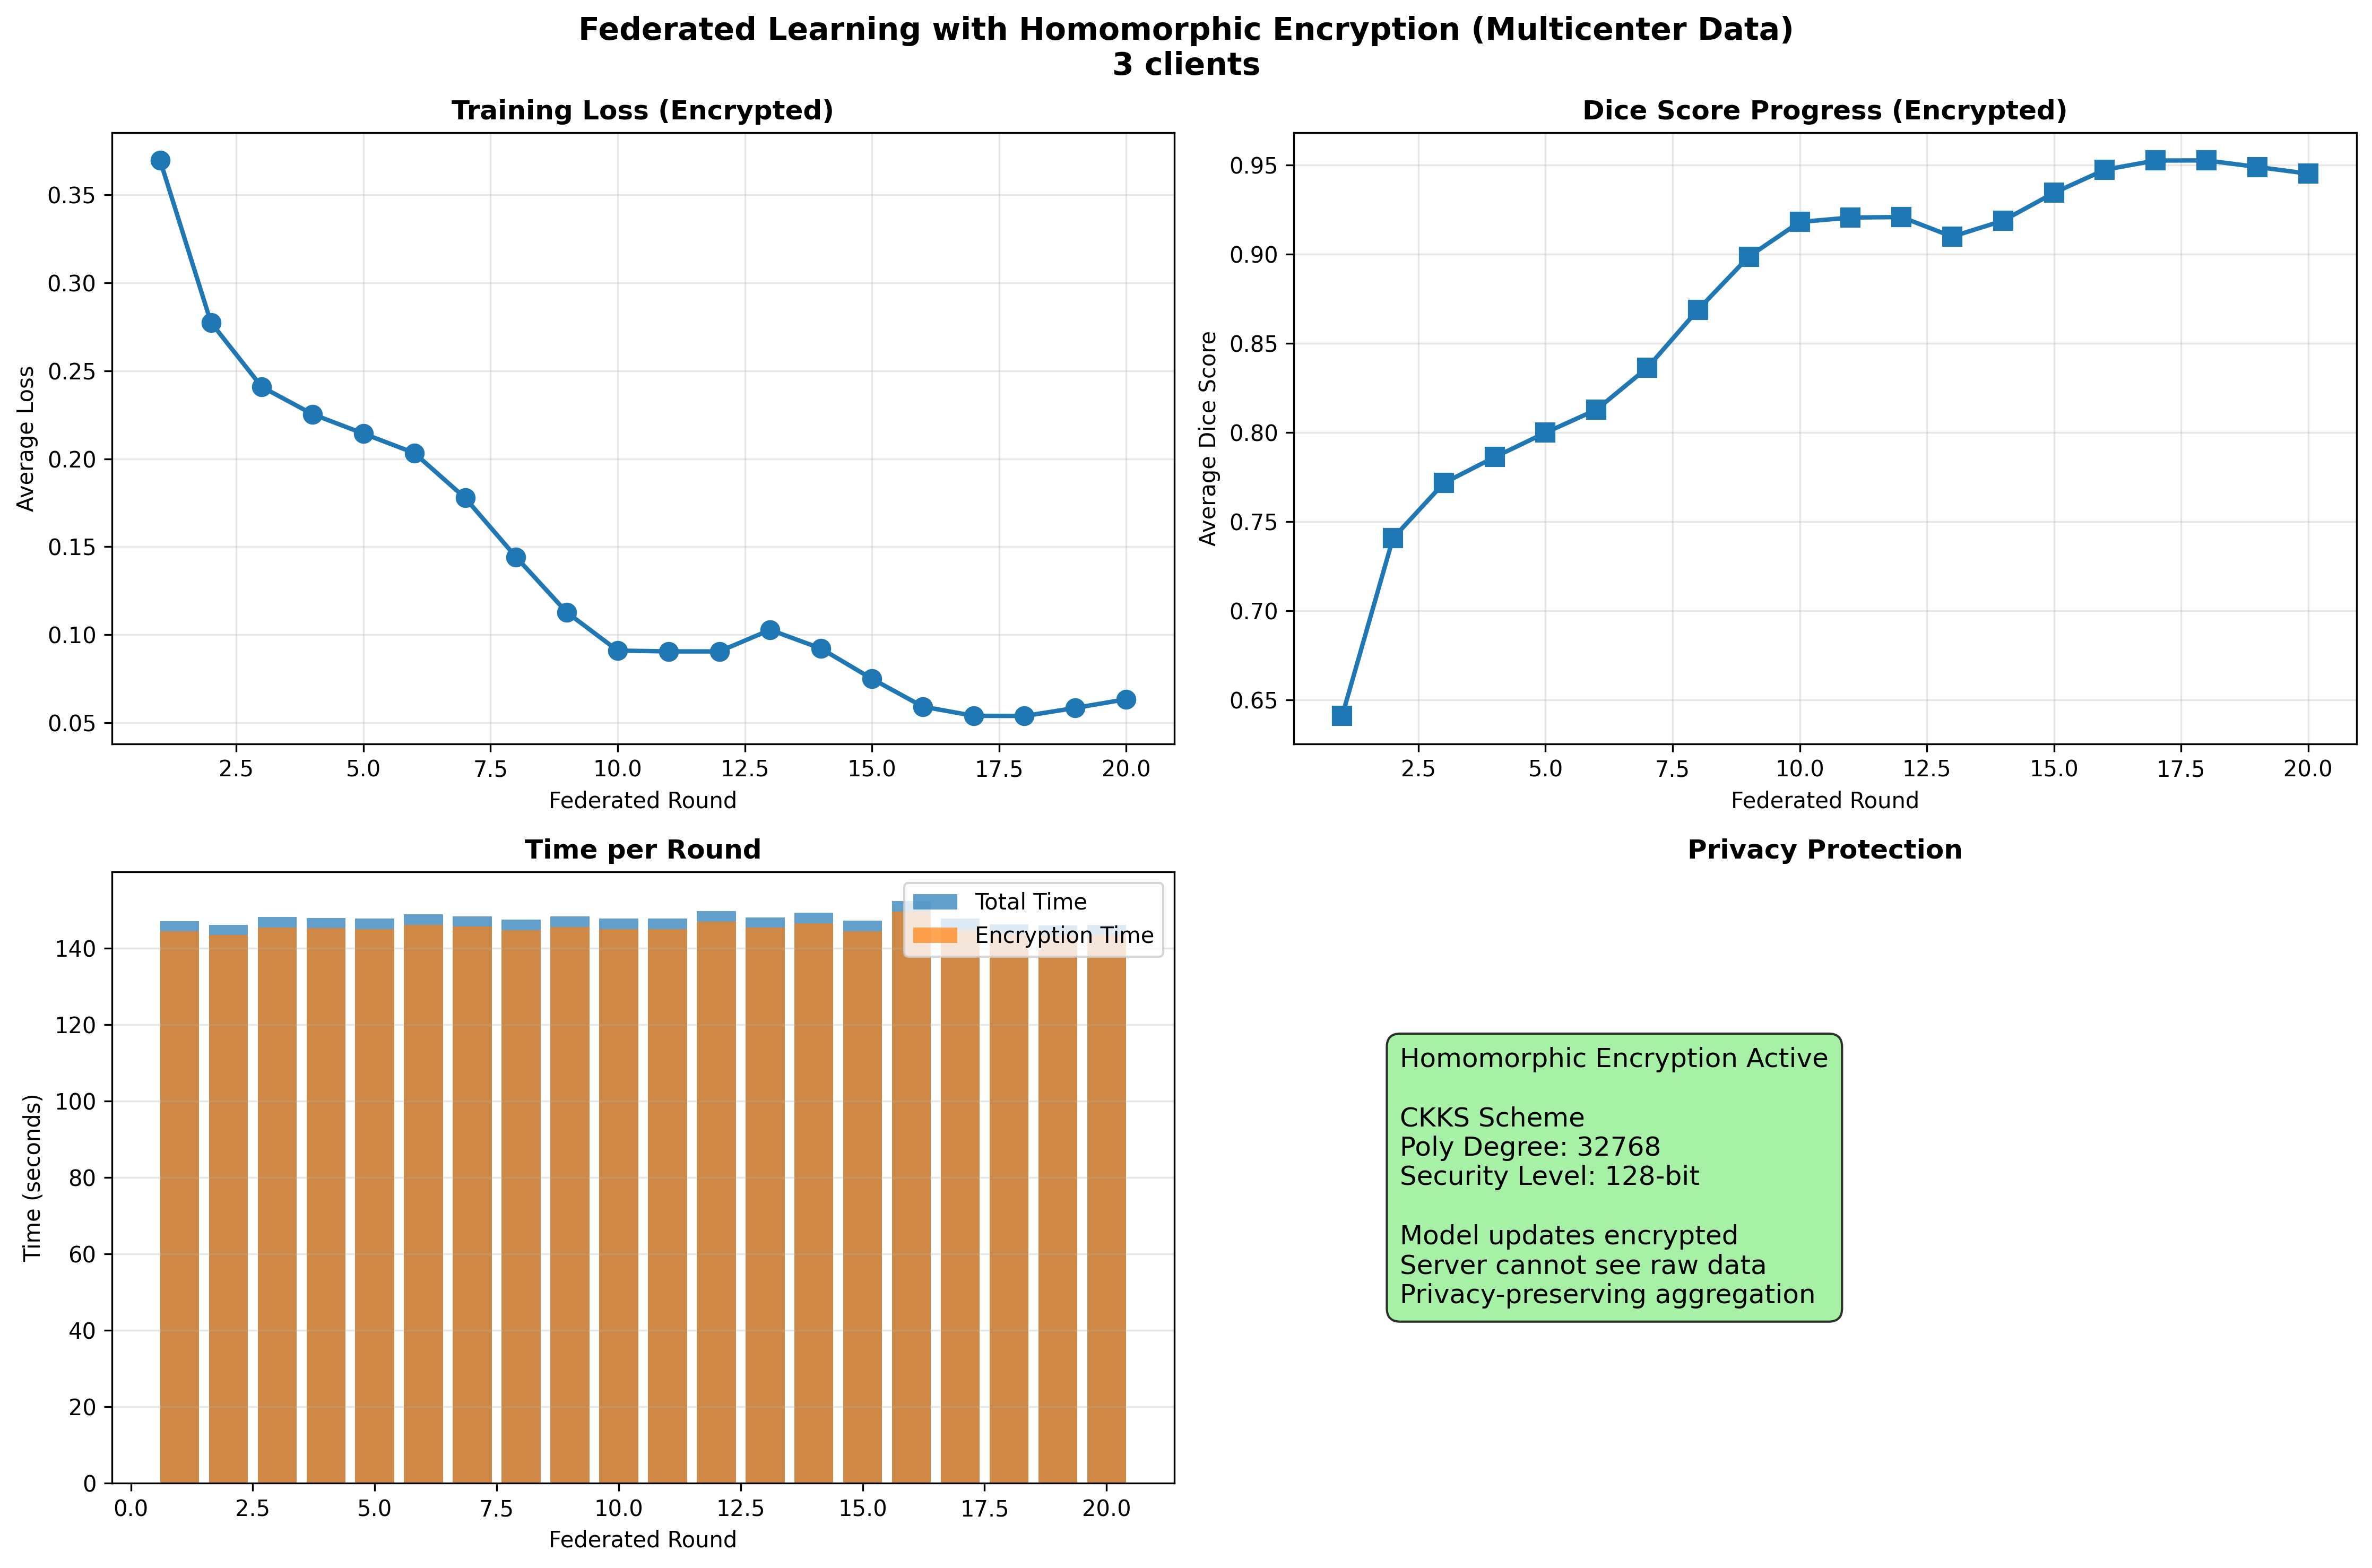 Federated Learning with Homomorphic Encryption (Multicenter Data)
3 clients
Training Loss (Encrypted)
Average Loss
0.35
0.30
0.25
0.20
0.15
0.10
0.05
2.5 5.0 7.5 10.0 12.5 15.0 17.5 20.0
Federated Round
Dice Score Progress (Encrypted)
Average Dice Score
0.95
0.90
0.85
0.80
0.75
0.70
0.65
2.5 5.0 7.5 10.0 12.5 15.0 17.5 20.0
Federated Round
Time per Round
Time (seconds)
140
120
100
80
60
40
20
0
Total Time
Encryption Time
0.0 2.5 5.0 7.5 10.0 12.5 15.0 17.5 20.0
Federated Round
Privacy Protection
Homomorphic Encryption Active
CKKS Scheme
Poly Degree: 32768
Security Level: 128-bit
Model updates encrypted
Server cannot see raw data
Privacy-preserving aggregation